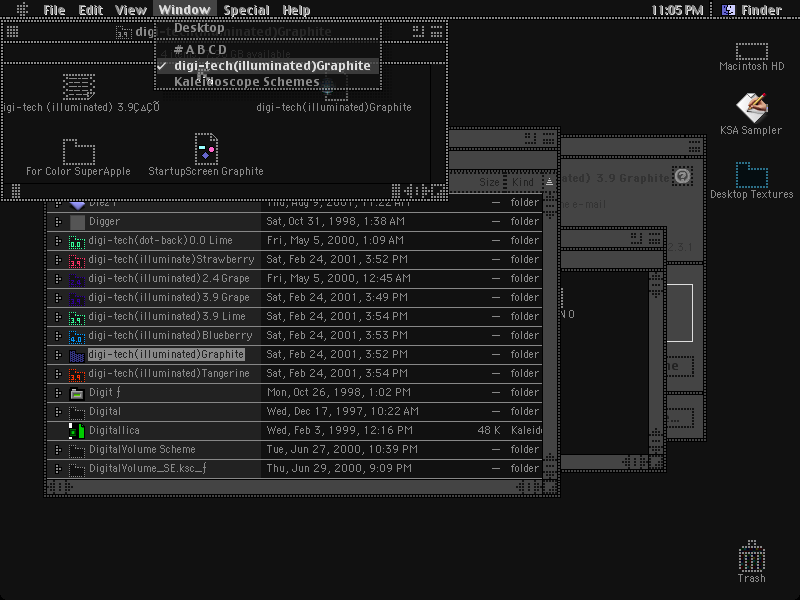 File Edit View Window Special Help 11:05 PM Finder
Desktop
#ABCD
digi-tech(illuminated)Graphite
Kaleidoscope Schemes
digi-tech (illuminated) 3.9
digi-tech(illuminated)Graphite
For Color SuperApple
StartupScreen Graphite
Macintosh HD
KSA Sampler
Desktop Textures
Trash
Size Kind
Thu, Aug 9, 2001, 11:22 AM — folder
Digger Sat, Oct 31, 1998, 1:38 AM — folder
digi-tech(dot-back)0.0 Lime Fri, May 5, 2000, 1:09 AM — folder
digi-tech(illuminate)Strawberry Sat, Feb 24, 2001, 3:52 PM — folder
digi-tech(illuminated)2.4 Grape Fri, May 5, 2000, 12:45 AM — folder
digi-tech(illuminated)3.9 Grape Sat, Feb 24, 2001, 3:49 PM — folder
digi-tech(illuminated)3.9 Lime Sat, Feb 24, 2001, 3:54 PM — folder
digi-tech(illuminated)Blueberry Sat, Feb 24, 2001, 3:53 PM — folder
digi-tech(illuminated)Graphite Sat, Feb 24, 2001, 3:52 PM — folder
digi-tech(illuminated)Tangerine Sat, Feb 24, 2001, 3:54 PM — folder
Digit ƒ Mon, Oct 26, 1998, 1:02 PM — folder
Digital Wed, Dec 17, 1997, 10:22 AM — folder
Digitallica Wed, Feb 3, 1999, 12:16 PM 48 K Kaleid
DigitalVolume Scheme Tue, Jun 27, 2000, 10:39 PM — folder
DigitalVolume_SE.ksc_ƒ Thu, Jun 29, 2000, 9:09 PM — folder
ated) 3.9 Graphite
e-mail
3.1